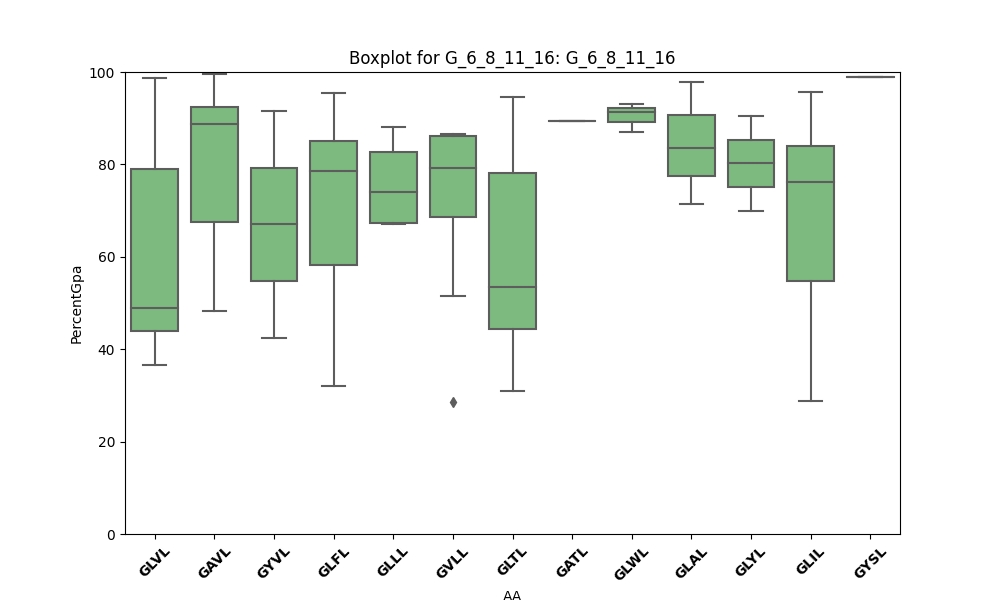 Boxplot for G_6_8_11_16: G_6_8_11_16
PercentGpa
100
80
60
40
20
0
GLVL
GAVL
GYVL
GLFL
GLLL
GVLL
GLTL
GATL
GLWL
GLAL
GLYL
GLIL
GYSL
AA